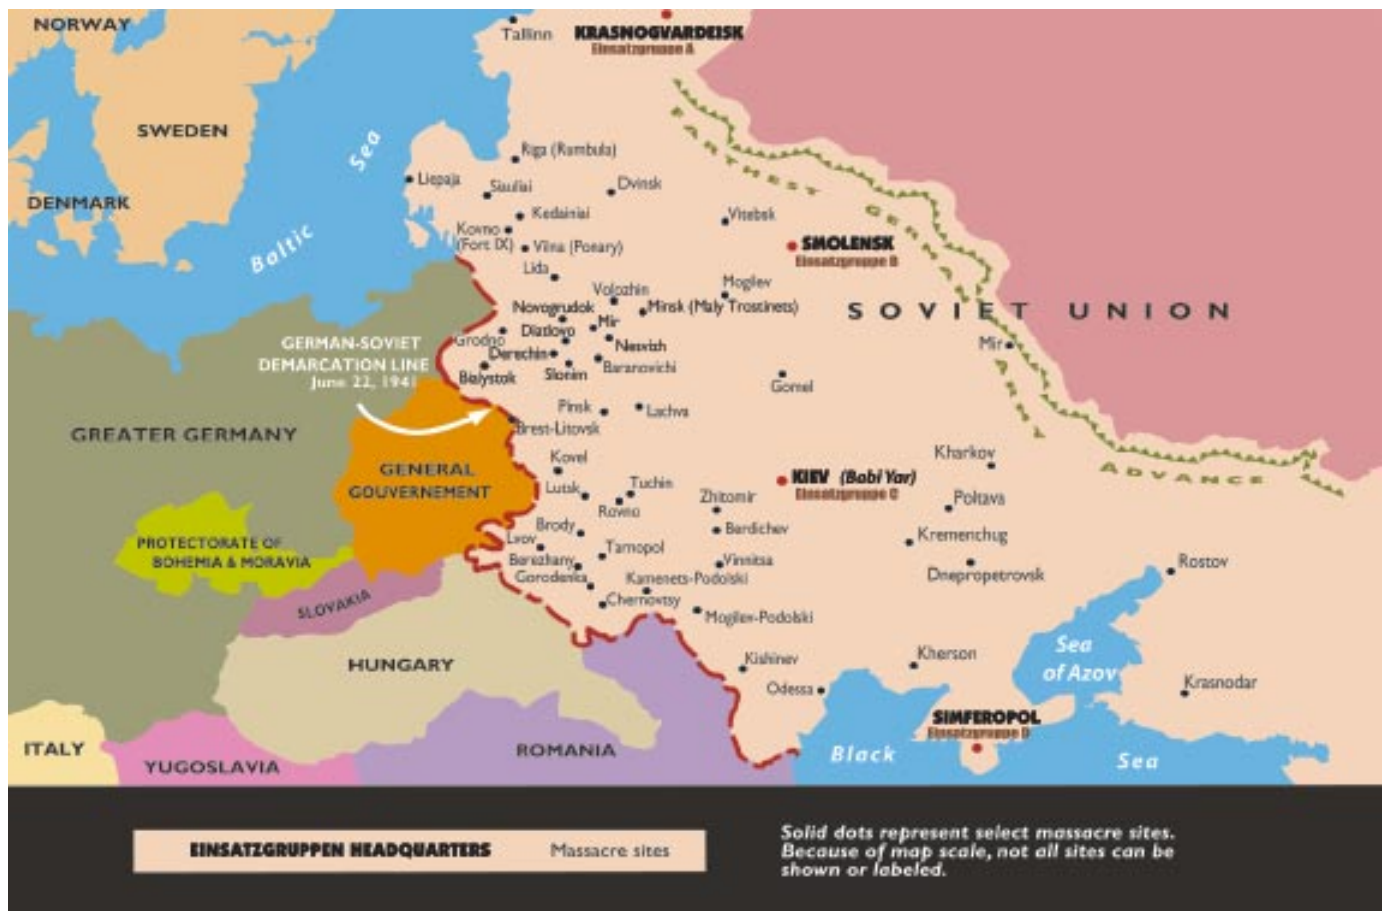 NORWAY
Tallinn
KRASNOGVARDEISK
Einsatzgruppe A
SWEDEN
Sea
Riga (Rumbula)
Liepaja
Siauliai
Dvinsk
DENMARK
Kedainiai
Vitebsk
FARTHEST GERMAN ARMY ADVANCE
Kovno
(Fort IX)
Vilna (Ponary)
SMOLENSK
Einsatzgruppe B
Baltic
Lida
Mogilev
Volozhin
Novogrudok
Minsk (Maly Trostinets)
SOVIET UNION
Mir
Diatlovo
Grodno
Nesvizh
Mir
GERMAN-SOVIET
DEMARCATION LINE
June 22, 1941
Derechin
Baranovichi
Bialystok
Slonim
Gomel
Pinsk
Lachva
Brest-Litovsk
GREATER GERMANY
Kharkov
Kovel
GENERAL
GOUVERNEMENT
KIEV (Babi Yar)
Einsatzgruppe C
Lutsk
Tuchin
Zhitomir
Poltava
Rovno
Brody
Berdichev
Kremenchug
PROTECTORATE OF
BOHEMIA & MORAVIA
Lvov
Tarnopol
Berezhany
Vinnitsa
Rostov
Gorodenka
Kamenets-Podolski
Dnepropetrovsk
SLOVAKIA
Chernovtsy
Mogilev-Podolski
Sea
of Azov
HUNGARY
Kishinev
Kherson
Odessa
Krasnodar
SIMFEROPOL
Einsatzgruppe D
ITALY
YUGOSLAVIA
ROMANIA
Black
Sea
EINSATZGRUPPEN HEADQUARTERS
Massacre sites
Solid dots represent select massacre sites.
Because of map scale, not all sites can be
shown or labeled.